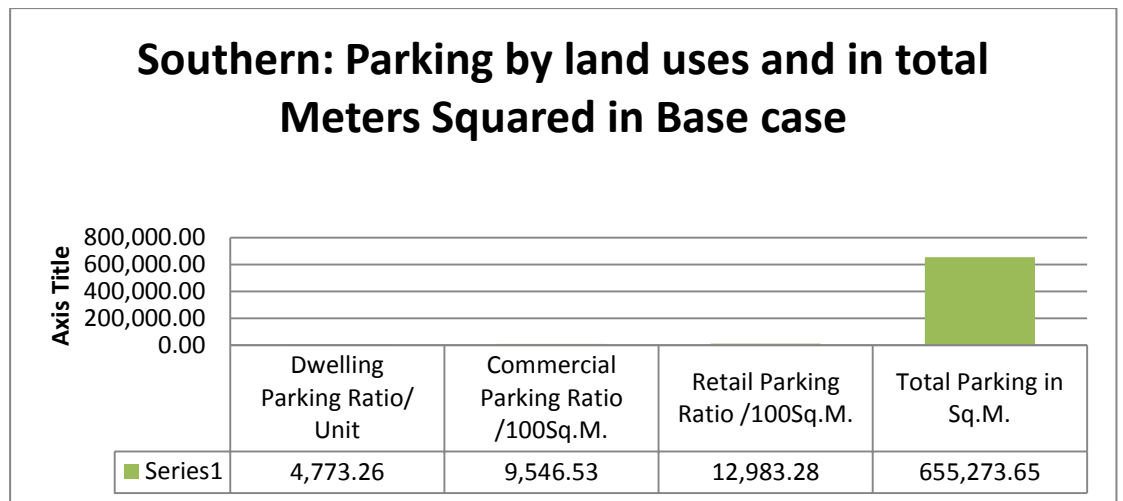 Southern: Parking by land uses and in total
Meters Squared in Base case
Axis Title
800,000.00
600,000.00
400,000.00
200,000.00
0.00
Dwelling
Parking Ratio/
Unit
Commercial
Parking Ratio
/100Sq.M.
Retail Parking
Ratio /100Sq.M.
Total Parking in
Sq.M.
Series1 4,773.26 9,546.53 12,983.28 655,273.65